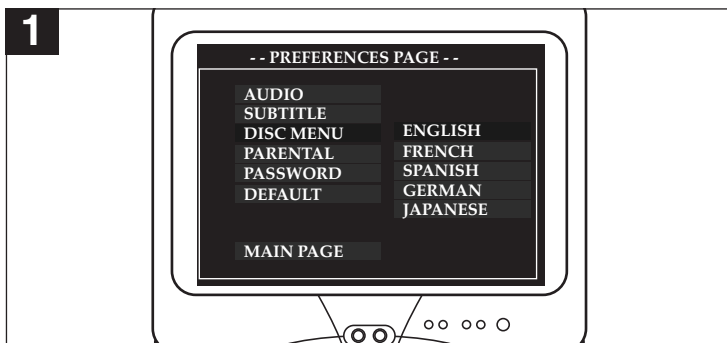 1
- - PREFERENCES PAGE - -
AUDIO
SUBTITLE
DISC MENU
PARENTAL
PASSWORD
DEFAULT
MAIN PAGE
ENGLISH
FRENCH
SPANISH
GERMAN
JAPANESE